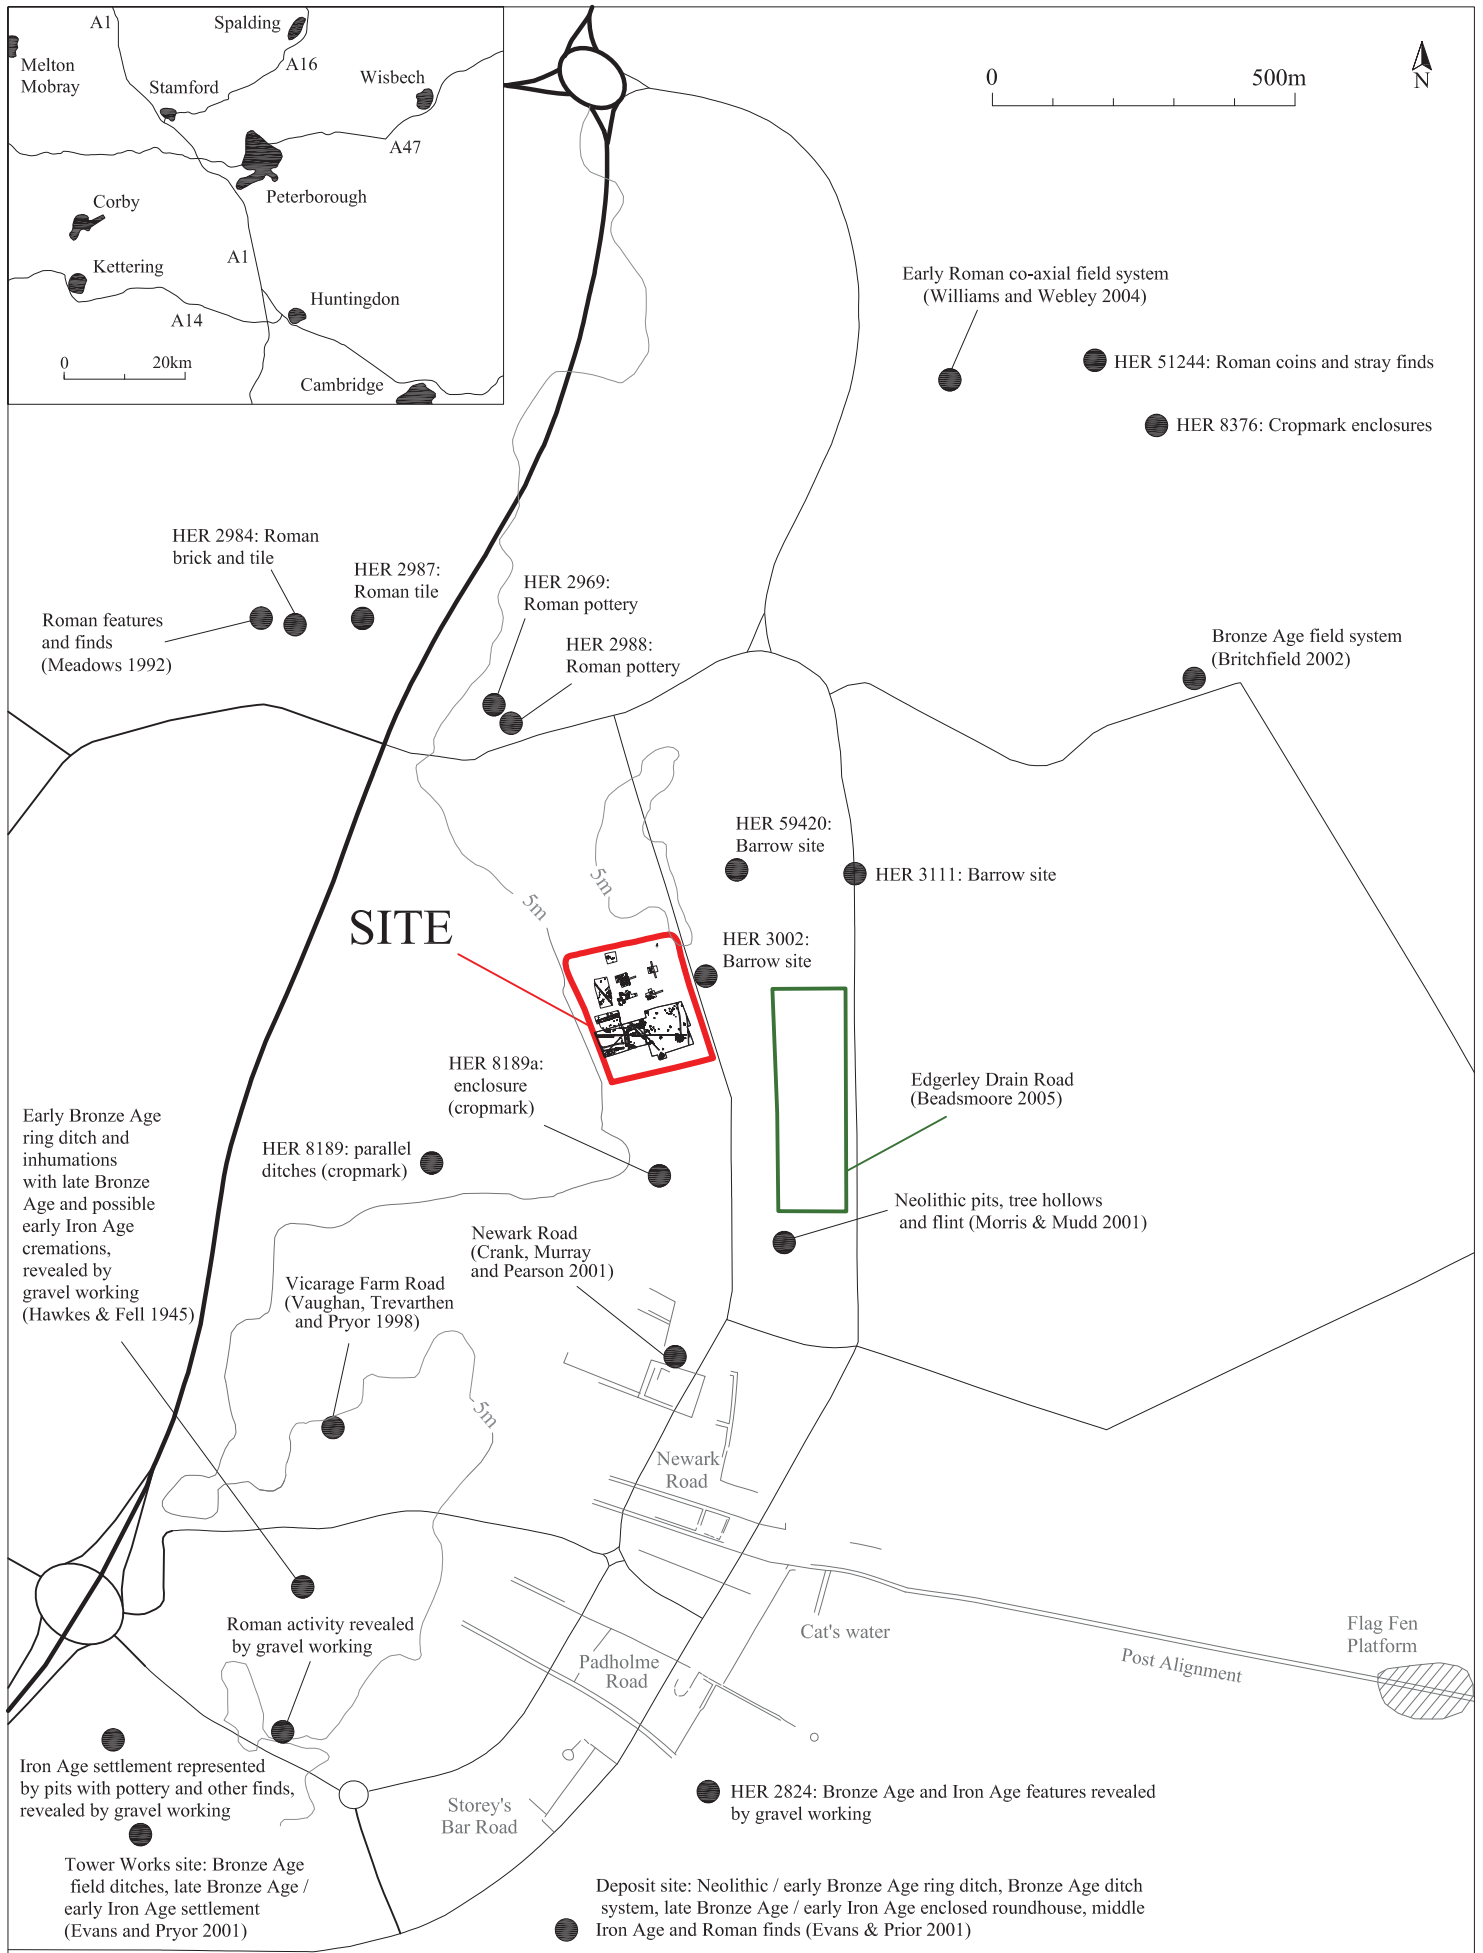 A1
Spalding
Melton
Mobray
A16
Stamford
Wisbech
A47
Peterborough
Corby
A1
Kettering
Huntingdon
A14
0 20km
Cambridge
0 500m
N
Early Roman co-axial field system
(Williams and Webley 2004)
HER 51244: Roman coins and stray finds
HER 8376: Cropmark enclosures
HER 2984: Roman
brick and tile
HER 2987:
Roman tile
HER 2969:
Roman pottery
Roman features
and finds
(Meadows 1992)
HER 2988:
Roman pottery
Bronze Age field system
(Britchfield 2002)
HER 59420:
Barrow site
HER 3111: Barrow site
5m
5m
SITE
HER 3002:
Barrow site
HER 8189a:
enclosure
(cropmark)
Edgerley Drain Road
(Beadsmoore 2005)
Early Bronze Age
ring ditch and
inhumations
with late Bronze
Age and possible
early Iron Age
cremations,
revealed by
gravel working
(Hawkes & Fell 1945)
HER 8189: parallel
ditches (cropmark)
Neolithic pits, tree hollows
and flint (Morris & Mudd 2001)
Newark Road
(Crank, Murray
and Pearson 2001)
Vicarage Farm Road
(Vaughan, Trevarthen
and Pryor 1998)
5m
Newark
Road
Roman activity revealed
by gravel working
Cat's water
Flag Fen
Platform
Post Alignment
Padholme
Road
Iron Age settlement represented
by pits with pottery and other finds,
revealed by gravel working
HER 2824: Bronze Age and Iron Age features revealed
by gravel working
Storey's
Bar Road
Tower Works site: Bronze Age
field ditches, late Bronze Age /
early Iron Age settlement
(Evans and Pryor 2001)
Deposit site: Neolithic / early Bronze Age ring ditch, Bronze Age ditch
system, late Bronze Age / early Iron Age enclosed roundhouse, middle
Iron Age and Roman finds (Evans & Prior 2001)